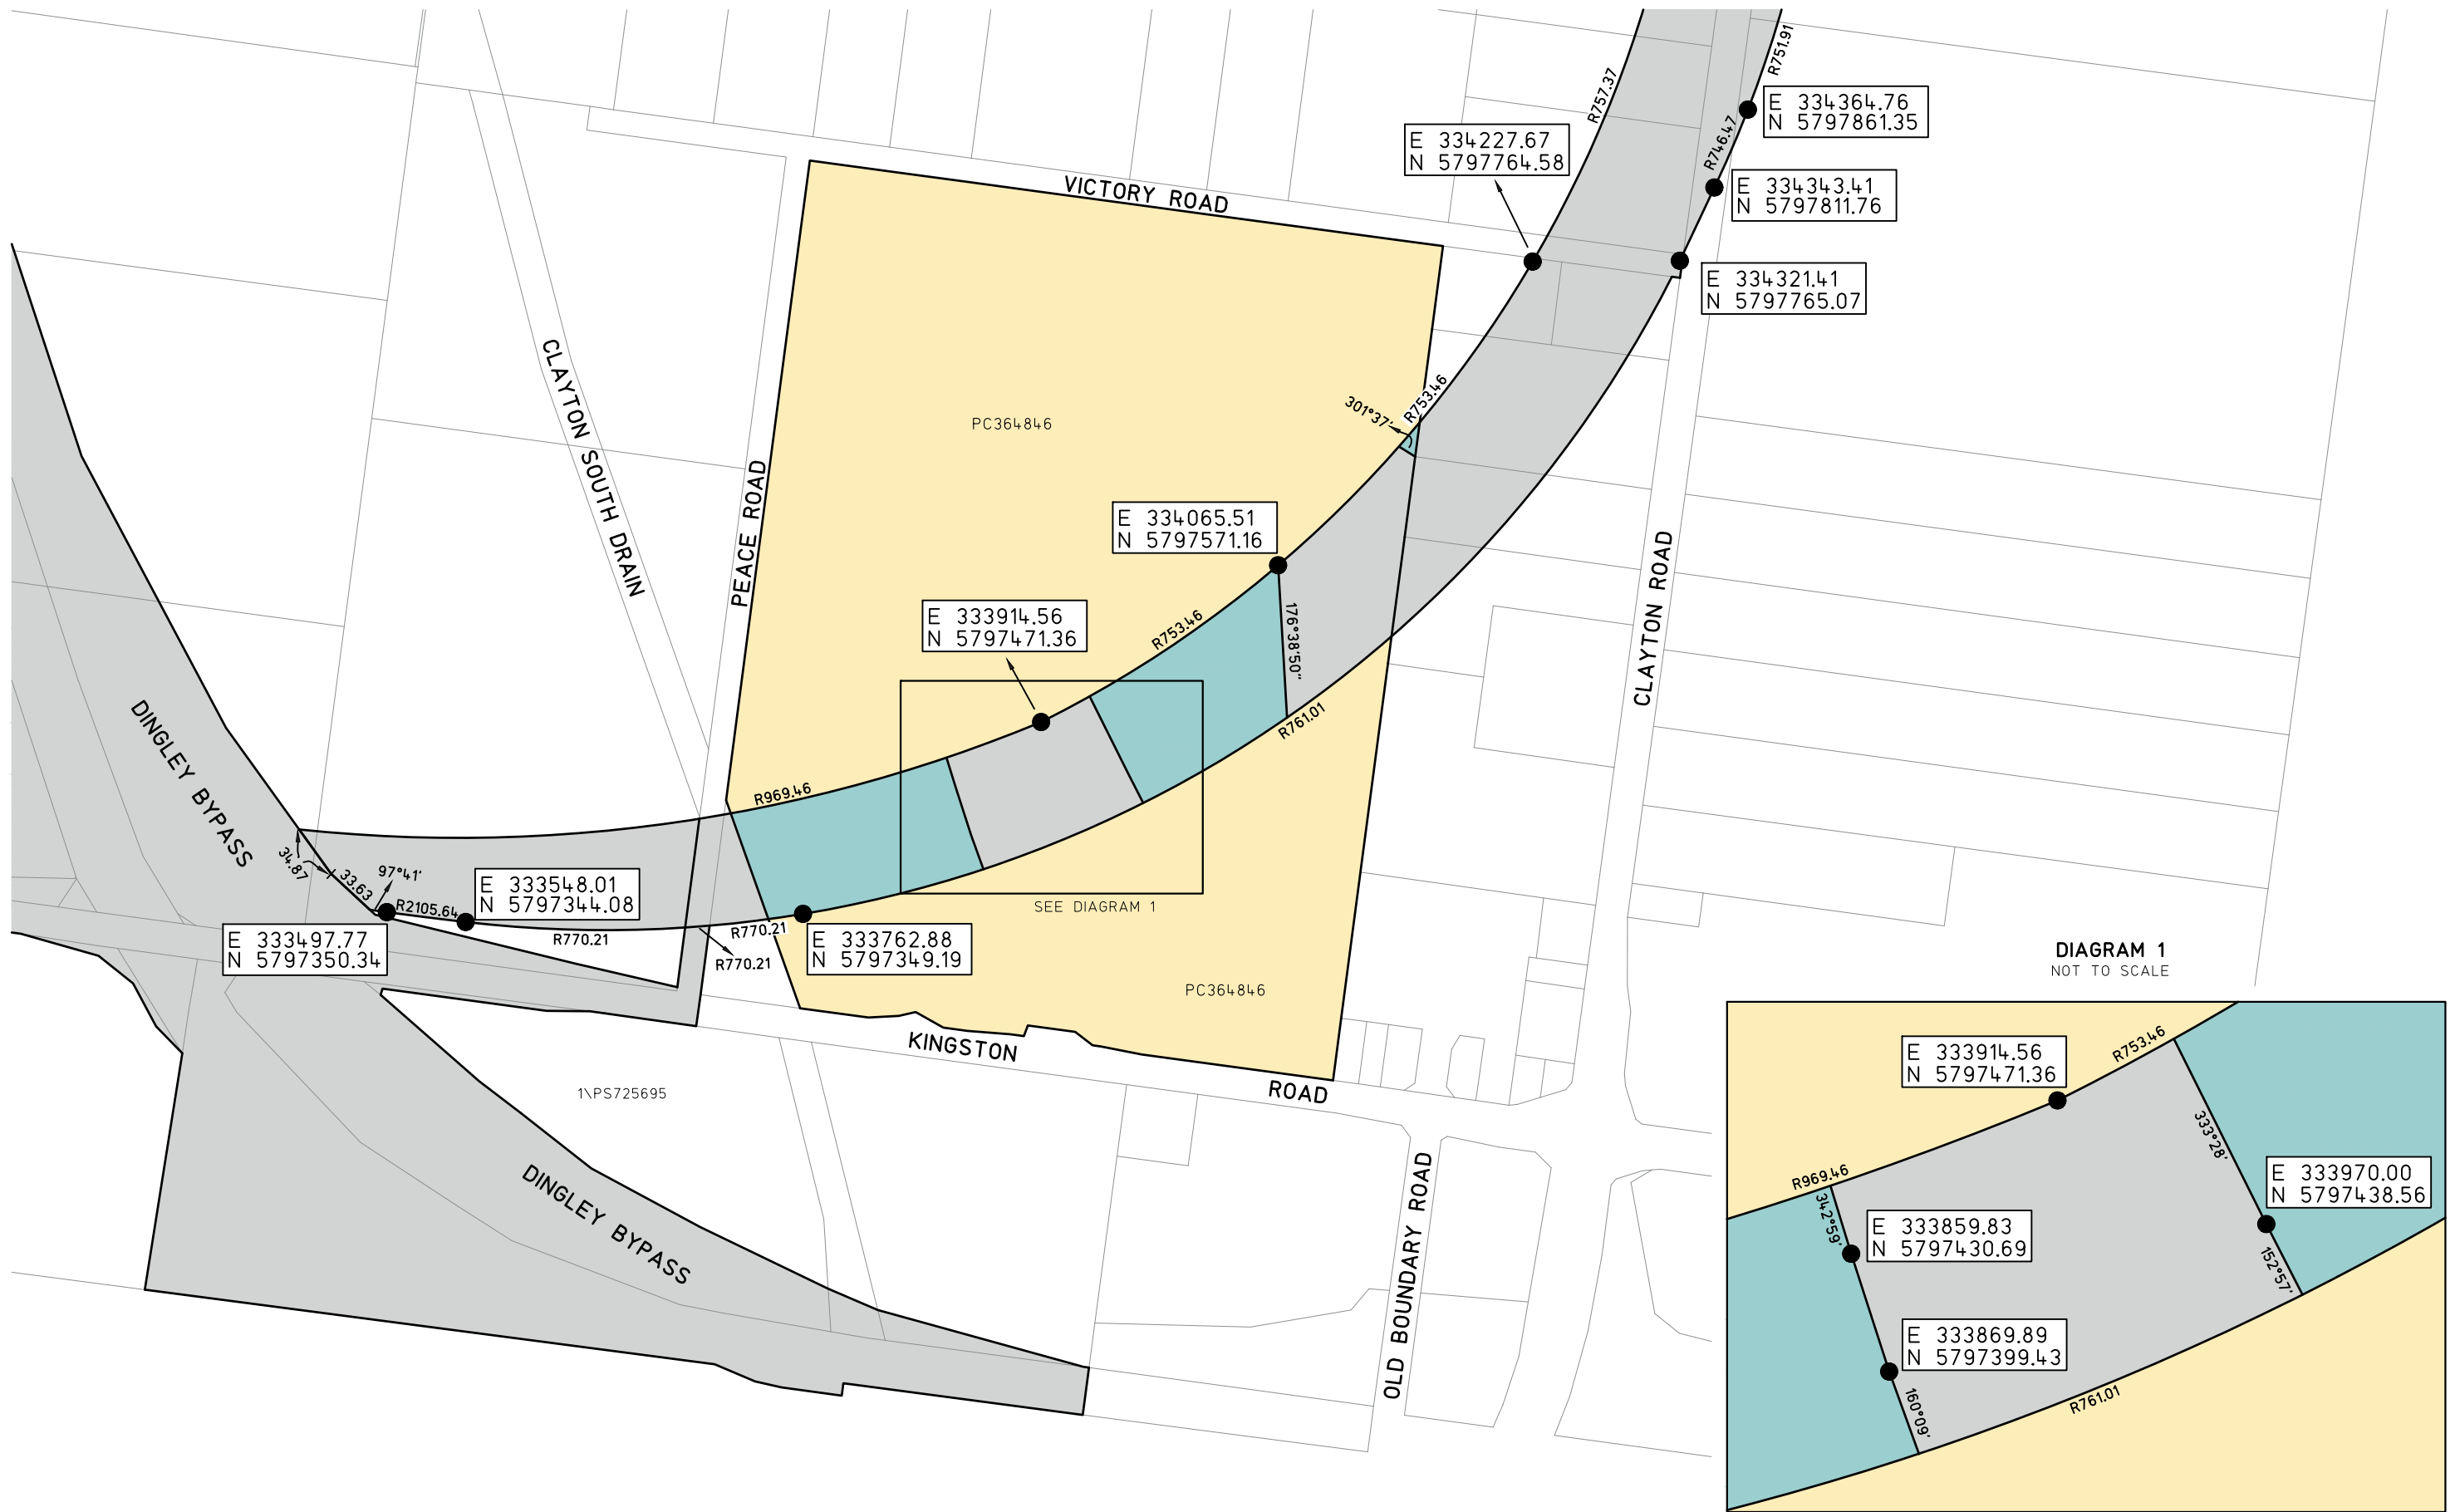 R751.91
R757.37
E 334364.76
N 5797861.35
R746.47
E 334227.67
N 5797764.58
E 334343.41
N 5797811.76
VICTORY ROAD
E 334321.41
N 5797765.07
CLAYTON SOUTH DRAIN
R753.46
301°37'
PC364846
PEACE ROAD
E 334065.51
N 5797571.16
CLAYTON ROAD
E 333914.56
N 5797471.36
R753.46
176°38'50"
R761.01
DINGLEY BYPASS
R969.46
34.87
33.63
97°41'
R2105.64
E 333548.01
N 5797344.08
SEE DIAGRAM 1
R770.21
R770.21
R770.21
E 333762.88
N 5797349.19
E 333497.77
N 5797350.34
PC364846
KINGSTON
ROAD
1\PS725695
DINGLEY BYPASS
OLD BOUNDARY ROAD
DIAGRAM 1
NOT TO SCALE
E 333914.56
N 5797471.36
R753.46
333°28'
R969.46
342°59'
E 333970.00
N 5797438.56
E 333859.83
N 5797430.69
152°57'
E 333869.89
N 5797399.43
160°09'
R761.01